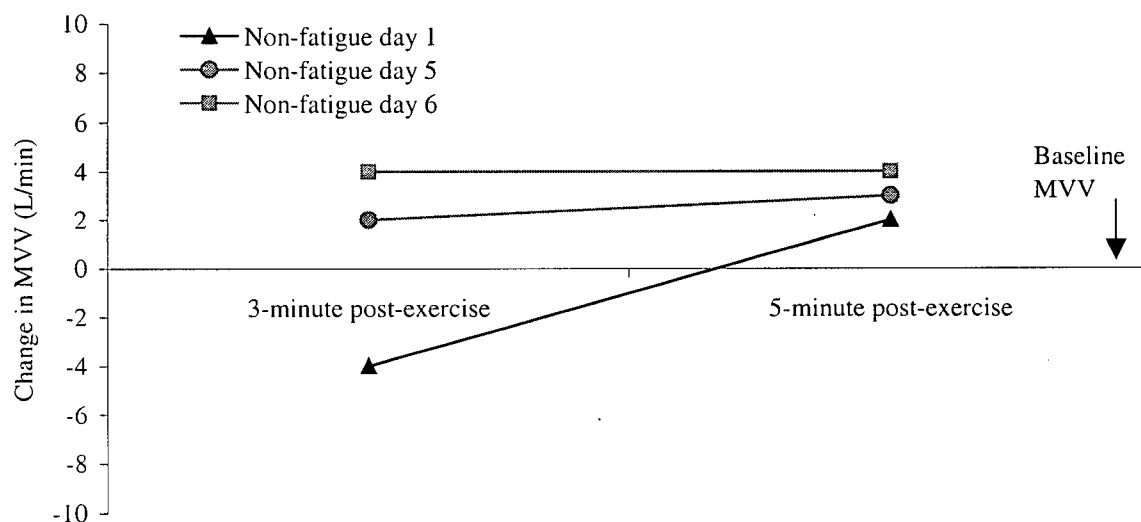 10
8
6
4
2
0
-2
-4
-6
-8
-10
Change in MVV (L/min)
Non-fatigue day 1
Non-fatigue day 5
Non-fatigue day 6
Baseline
MVV
3-minute post-exercise
5-minute post-exercise